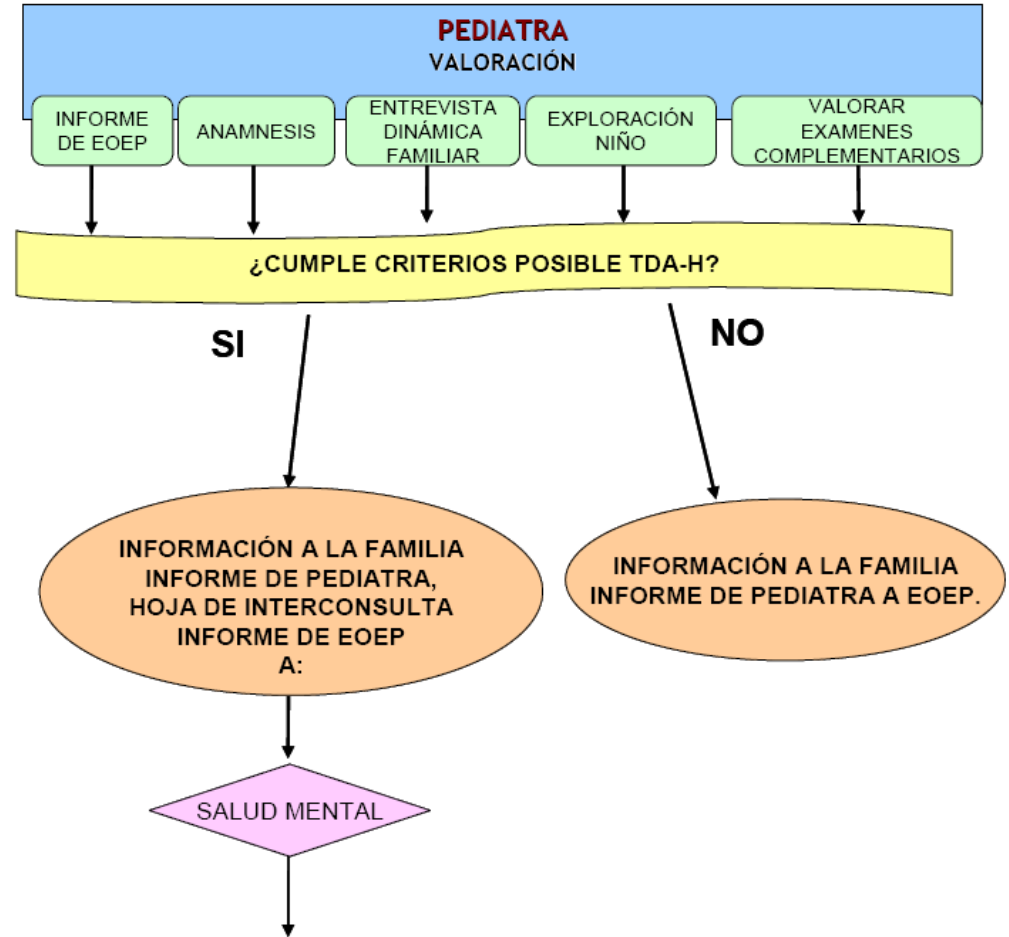 PEDIATRA
VALORACIÓN
INFORME
DE EOEP
ANAMNESIS
ENTREVISTA
DINÁMICA
FAMILIAR
EXPLORACIÓN
NIÑO
VALORAR
EXAMENES
COMPLEMENTARIOS
¿CUMPLE CRITERIOS POSIBLE TDA-H?
SI
NO
INFORMACIÓN A LA FAMILIA
INFORME DE PEDIATRA,
HOJA DE INTERCONSULTA
INFORME DE EOEP
A:
INFORMACIÓN A LA FAMILIA
INFORME DE PEDIATRA A EOEP.
SALUD MENTAL